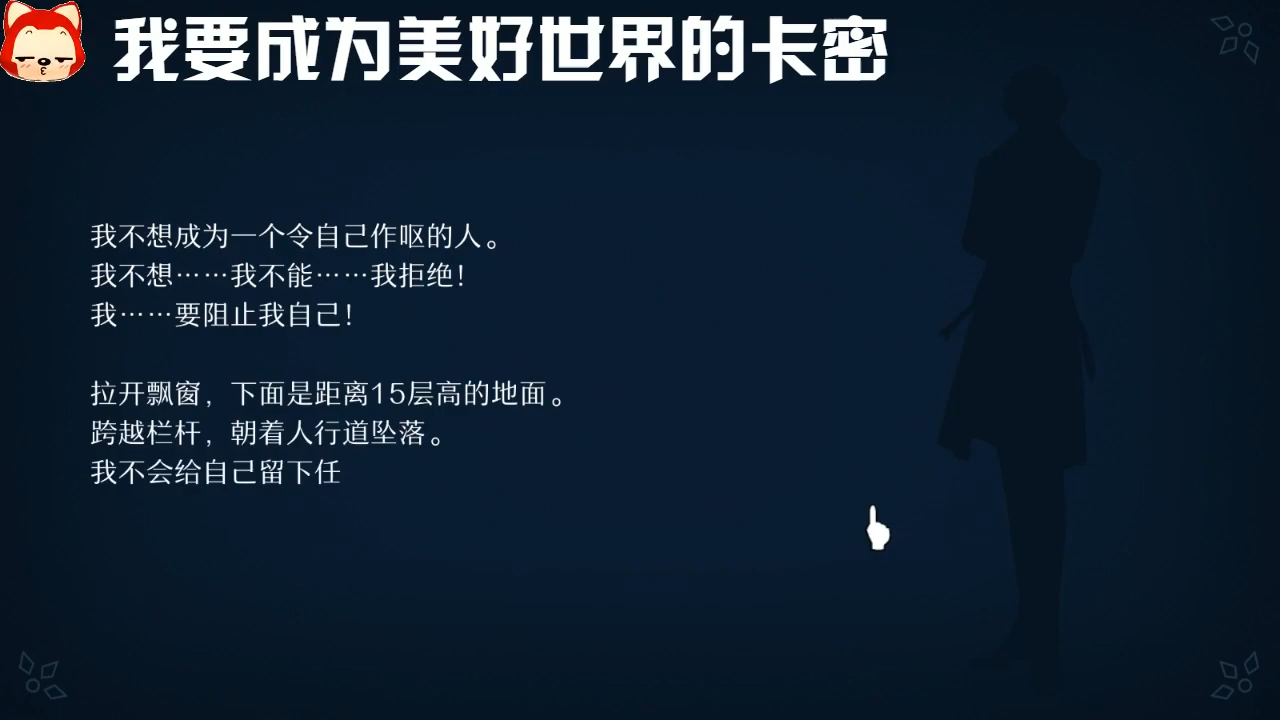 我要成为美好世界的卡密
我不想成为一个令自己作呕的人。
我不想……我不能……我拒绝！
我……要阻止我自己！
拉开飘窗，下面是距离15层高的地面。
跨越栏杆，朝着人行道坠落。
我不会给自己留下任